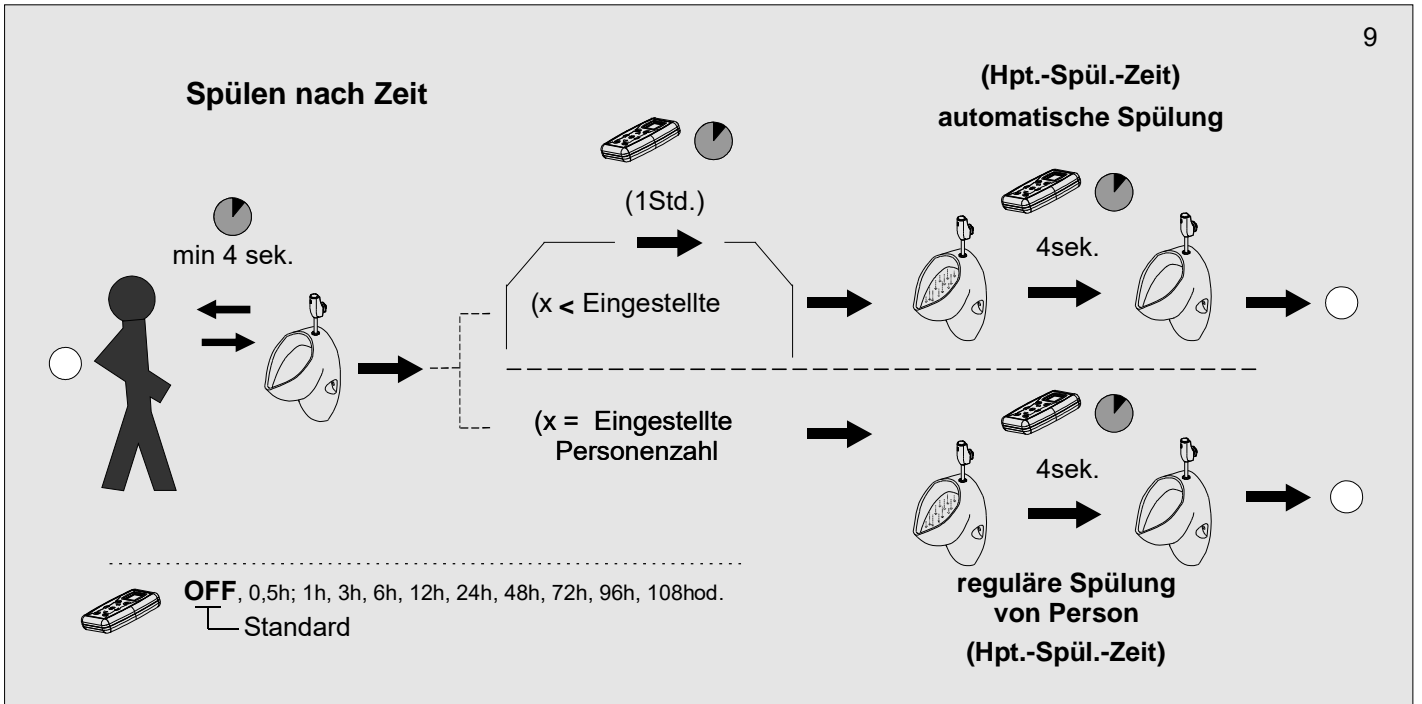 9
Spülen nach Zeit
(Hpt.-Spül.-Zeit)
automatische Spülung
(1Std.)
min 4 sek.
4sek.
(x < Eingestellte
(x = Eingestellte
Personenzahl
4sek.
reguläre Spülung
von Person
(Hpt.-Spül.-Zeit)
OFF, 0,5h; 1h, 3h, 6h, 12h, 24h, 48h, 72h, 96h, 108hod.
Standard